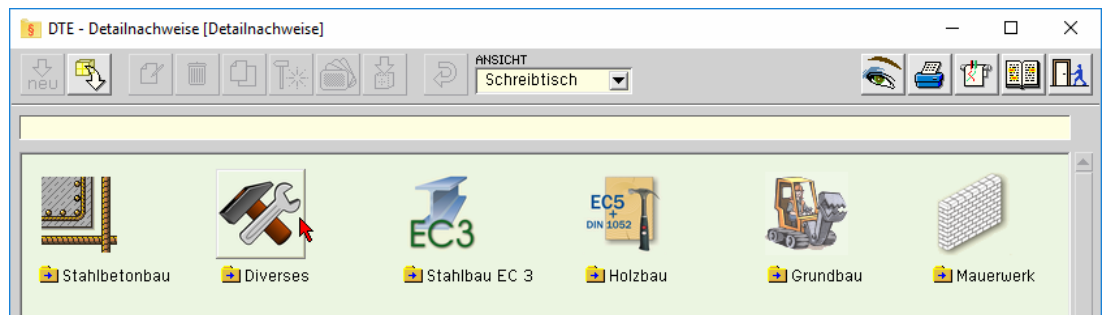 DTE - Detailnachweise [Detailnachweise]
neu
ANSICHT
Schreibtisch
EC3
EC5
+
DIN 1052
Stahlbetonbau
Diverses
Stahlbau EC 3
Holzbau
Grundbau
Mauerwerk